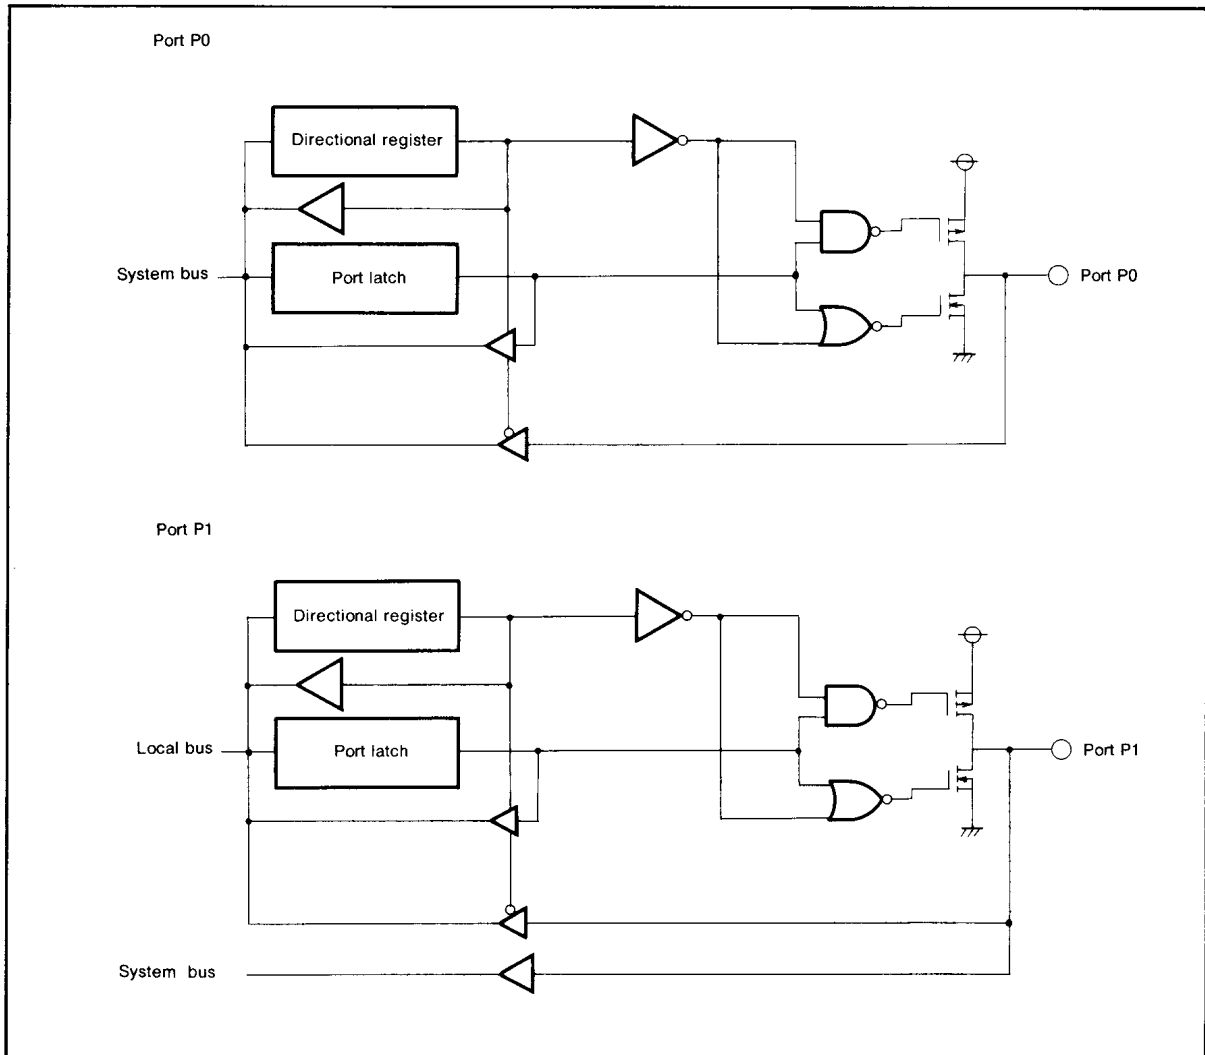 Port P0
Directional register
Port latch
System bus
Port P0
Port P1
Directional register
Port latch
Local bus
Port P1
System bus